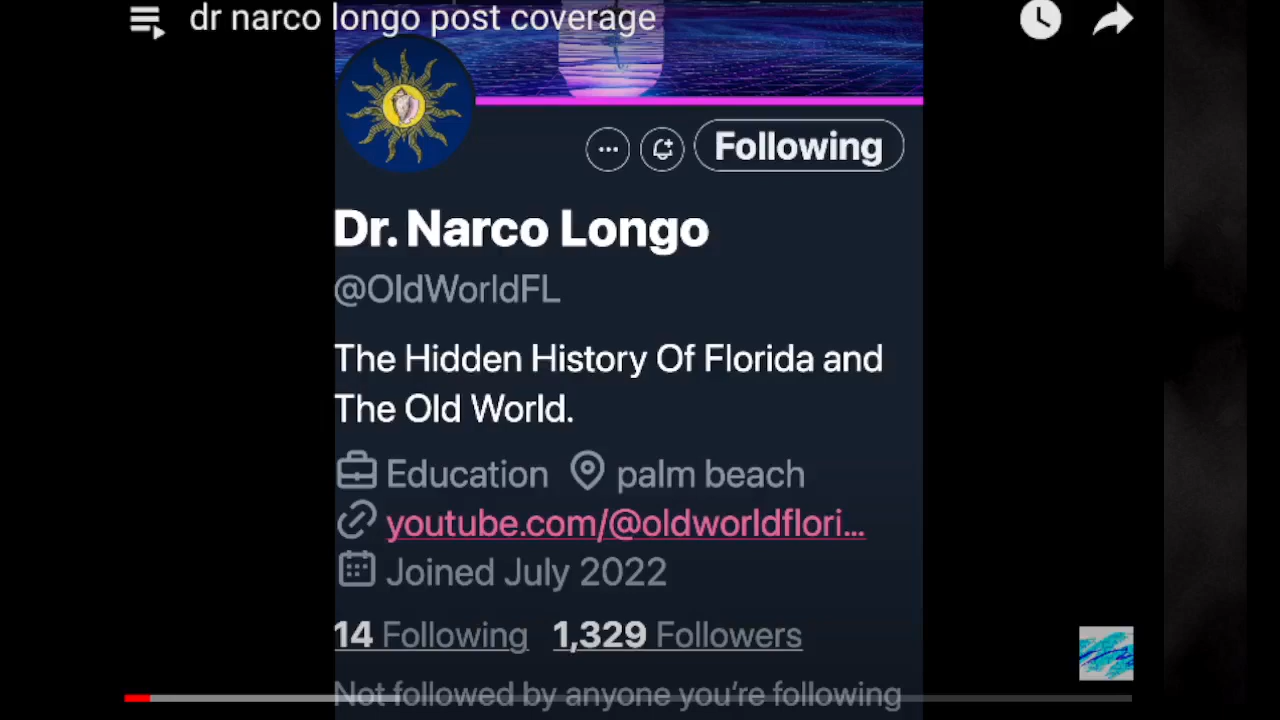 dr narco longo post coverage
Following
Dr. Narco Longo
@OldWorldFL
The Hidden History Of Florida and
The Old World.
Education palm beach
youtube.com/@oldworldflori...
Joined July 2022
14 Following 1,329 Followers
Not followed by anyone you're following